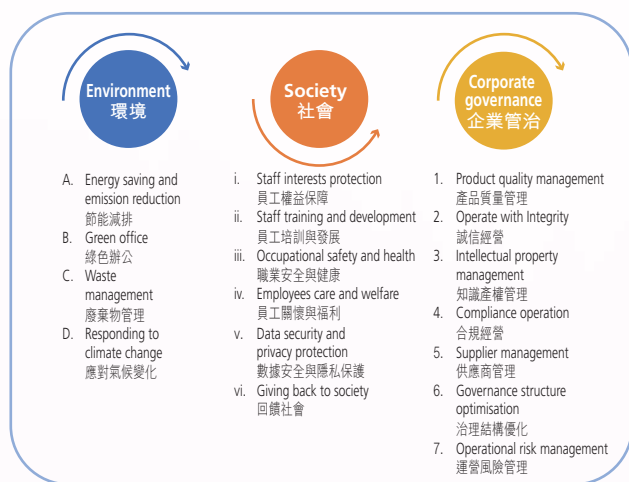 Environment
環境
A. Energy saving and
emission reduction
節能減排
B. Green office
綠色辦公
C. Waste
management
廢棄物管理
D. Responding to
climate change
應對氣候變化
Society
社會
i. Staff interests protection
員工權益保障
ii. Staff training and development
員工培訓與發展
iii. Occupational safety and health
職業安全與健康
iv. Employees care and welfare
員工關懷與福利
v. Data security and
privacy protection
數據安全與隱私保護
vi. Giving back to society
回饋社會
Corporate
governance
企業管治
1. Product quality management
產品質量管理
2. Operate with Integrity
誠信經營
3. Intellectual property
management
知識產權管理
4. Compliance operation
合規經營
5. Supplier management
供應商管理
6. Governance structure
optimisation
治理結構優化
7. Operational risk management
運營風險管理